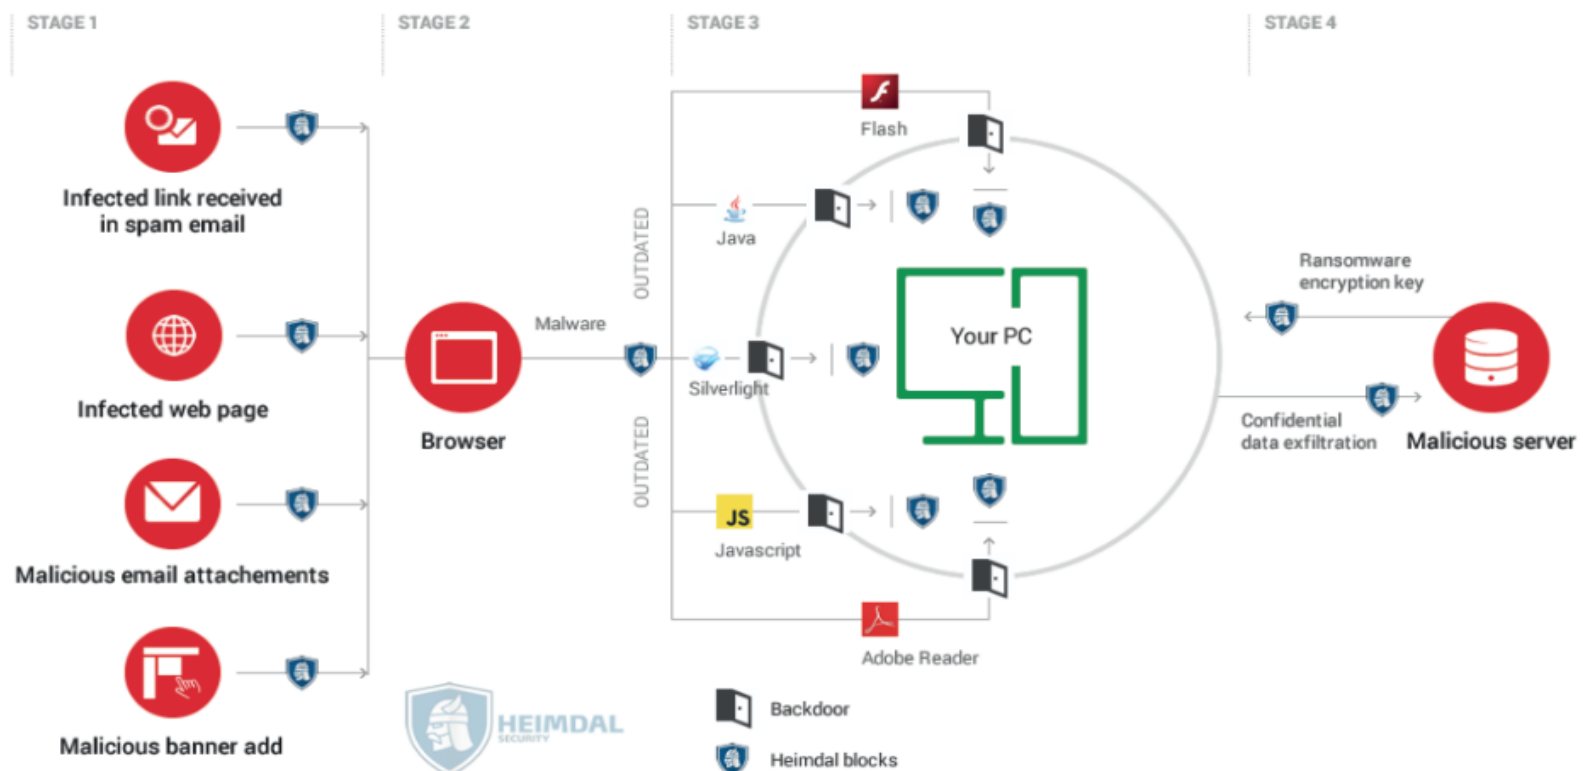 STAGE 1
STAGE 2
STAGE 3
STAGE 4
Infected link received
in spam email
Infected web page
Malicious email attachements
Malicious banner add
Browser
Malware
OUTDATED
OUTDATED
Flash
Java
Silverlight
JS
Javascript
Adobe Reader
Your PC
Ransomware
encryption key
Confidential
data exfiltration
Malicious server
HEIMDAL
SECURITY
Backdoor
Heimdal blocks